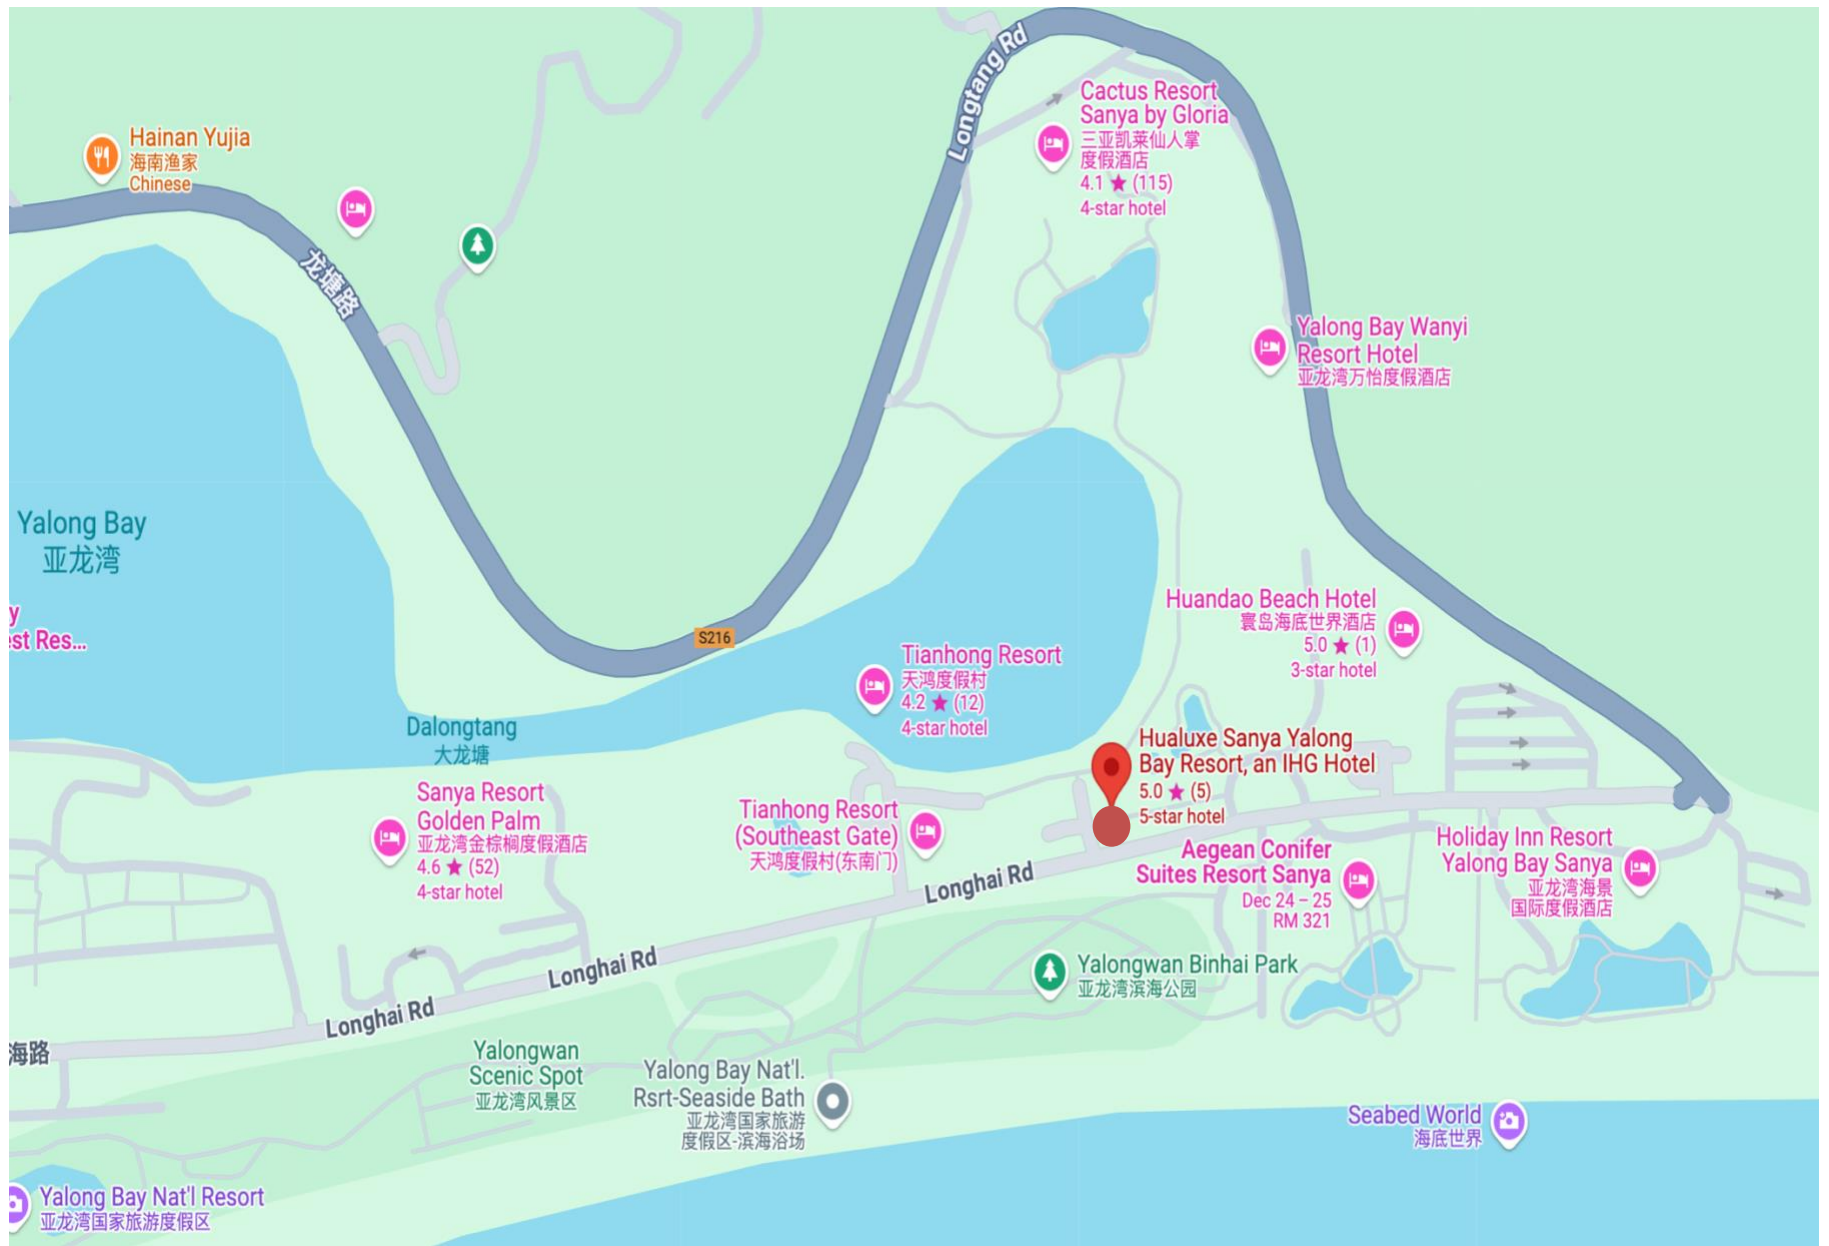 Longtang Rd
Cactus Resort
Sanya by Gloria
三亚凯莱仙人掌
度假酒店
4.1 ★ (115)
4-star hotel
Hainan Yujia
海南渔家
Chinese
龙塘路
Yalong Bay Wanyi
Resort Hotel
亚龙湾万怡度假酒店
Yalong Bay
亚龙湾
y
est Res...
S216
Huandao Beach Hotel
寰岛海底世界酒店
5.0 ★ (1)
3-star hotel
Tianhong Resort
天鸿度假村
4.2 ★ (12)
4-star hotel
Dalongtang
大龙塘
Hualuxe Sanya Yalong
Bay Resort, an IHG Hotel
5.0 ★ (5)
5-star hotel
Sanya Resort
Golden Palm
亚龙湾金棕榈度假酒店
4.6 ★ (52)
4-star hotel
Tianhong Resort
(Southeast Gate)
天鸿度假村(东南门)
Longhai Rd
Aegean Conifer
Suites Resort Sanya
Dec 24 – 25
RM 321
Holiday Inn Resort
Yalong Bay Sanya
亚龙湾海景
国际度假酒店
Longhai Rd
Yalongwan Binhai Park
亚龙湾滨海公园
Longhai Rd
海路
Yalongwan
Scenic Spot
亚龙湾风景区
Yalong Bay Nat'l.
Rsrt-Seaside Bath
亚龙湾国家旅游
度假区-滨海浴场
Seabed World
海底世界
Yalong Bay Nat'l Resort
亚龙湾国家旅游度假区